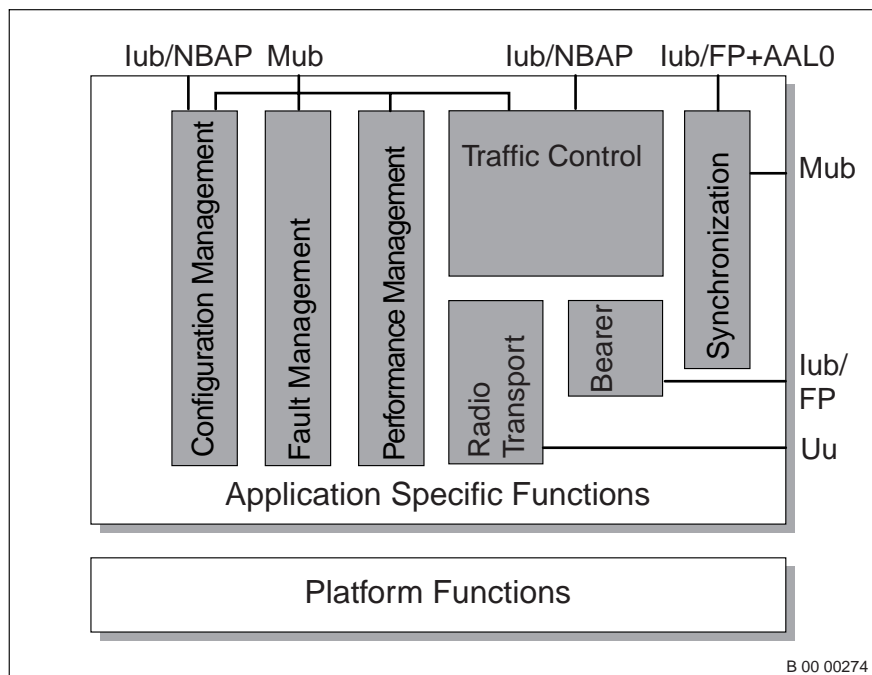 Iub/NBAP Mub Iub/NBAP Iub/FP+AAL0
Configuration Management
Fault Management
Performance Management
Traffic Control
Synchronization
Mub
Radio
Transport
Bearer
Iub/
FP
Uu
Application Specific Functions
Platform Functions
B 00 00274